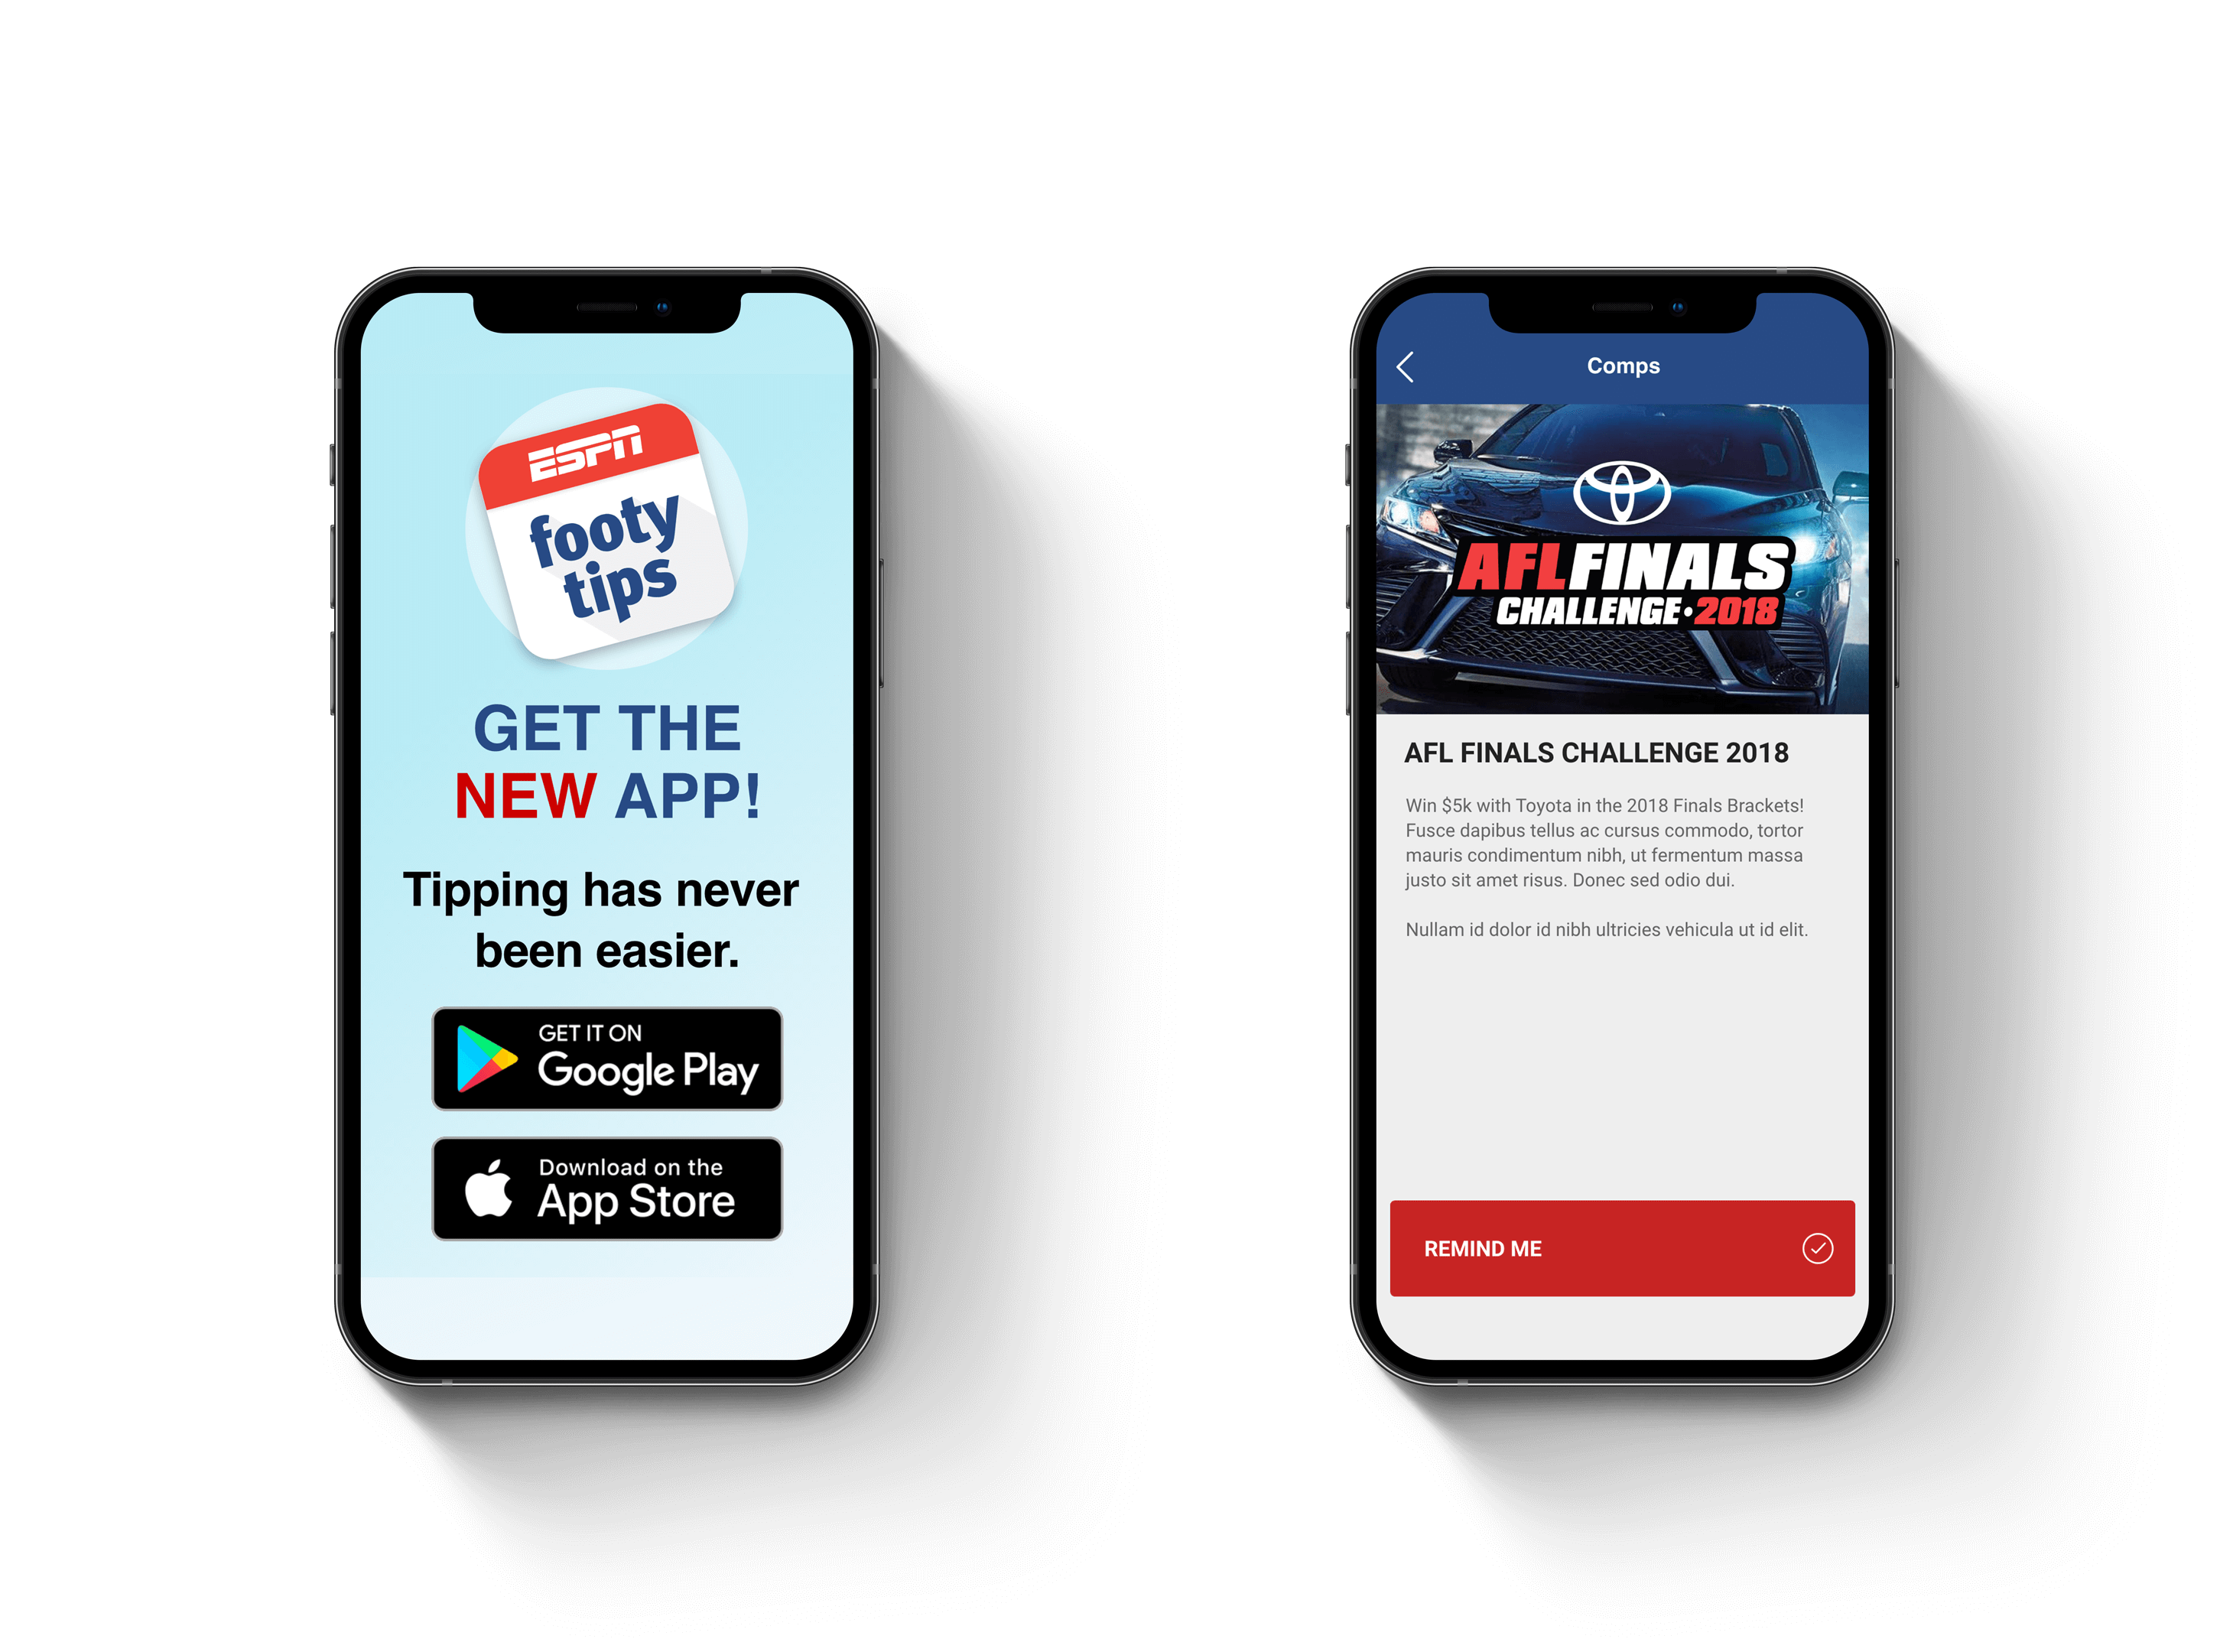 ESPN
footy
tips
GET THE
NEW APP!
Tipping has never
been easier.
GET IT ON
Google Play
Download on the
App Store
Comps
AFL FINALS
CHALLENGE•2018
AFL FINALS CHALLENGE 2018
Win $5k with Toyota in the 2018 Finals Brackets!
Fusce dapibus tellus ac cursus commodo, tortor
mauris condimentum nibh, ut fermentum massa
justo sit amet risus. Donec sed odio dui.
Nullam id dolor id nibh ultricies vehicula ut id elit.
REMIND ME